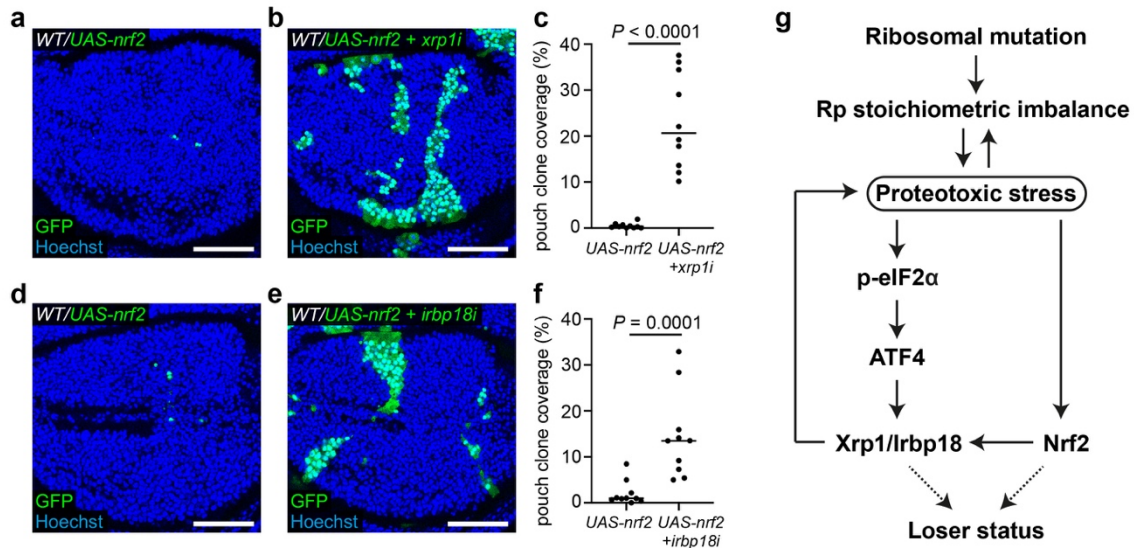 a
WT/UAS-nrf2
GFP
Hoechst
b
WT/UAS-nrf2 + xrp1i
GFP
Hoechst
c
P < 0.0001
pouch clone coverage (%)
40
30
20
10
0
UAS-nrf2
UAS-nrf2
+xrp1i
d
WT/UAS-nrf2
GFP
Hoechst
e
WT/UAS-nrf2 + irbp18i
GFP
Hoechst
f
P = 0.0001
pouch clone coverage (%)
40
30
20
10
0
UAS-nrf2
UAS-nrf2
+irbp18i
g
Ribosomal mutation
Rp stoichiometric imbalance
Proteotoxic stress
p-eIF2α
ATF4
Xrp1/Irbp18
Nrf2
Loser status